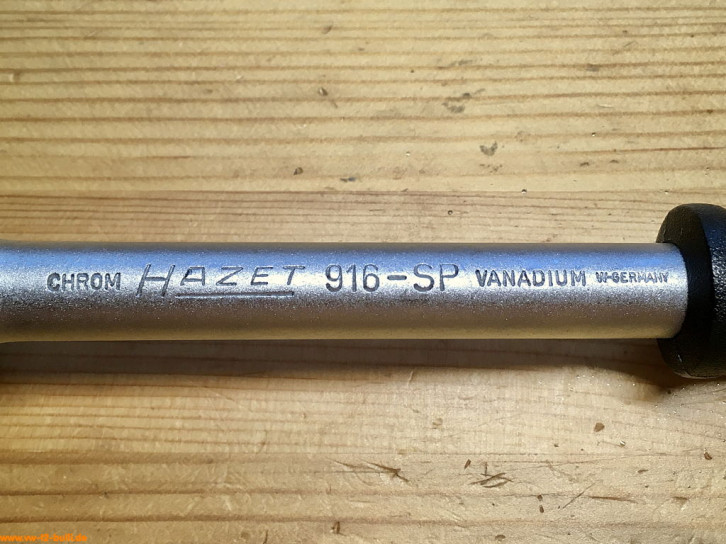 CHROM HAZET 916-SP VANADIUM W-GERMANY